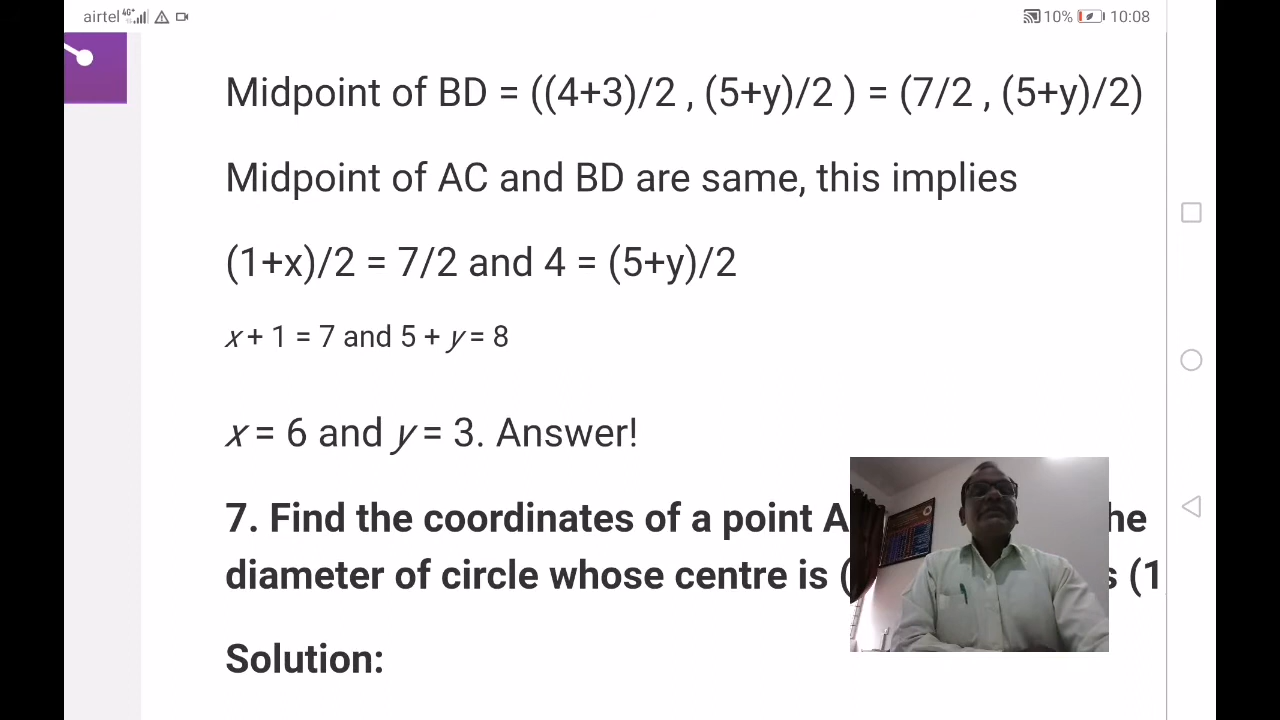 airtel 4G+ 10% 10:08
Midpoint of BD = ((4+3)/2 , (5+y)/2 ) = (7/2 , (5+y)/2)
Midpoint of AC and BD are same, this implies
(1+x)/2 = 7/2 and 4 = (5+y)/2
x + 1 = 7 and 5 + y = 8
x = 6 and y = 3. Answer!
7. Find the coordinates of a point A he
diameter of circle whose centre is ( s (1
Solution: